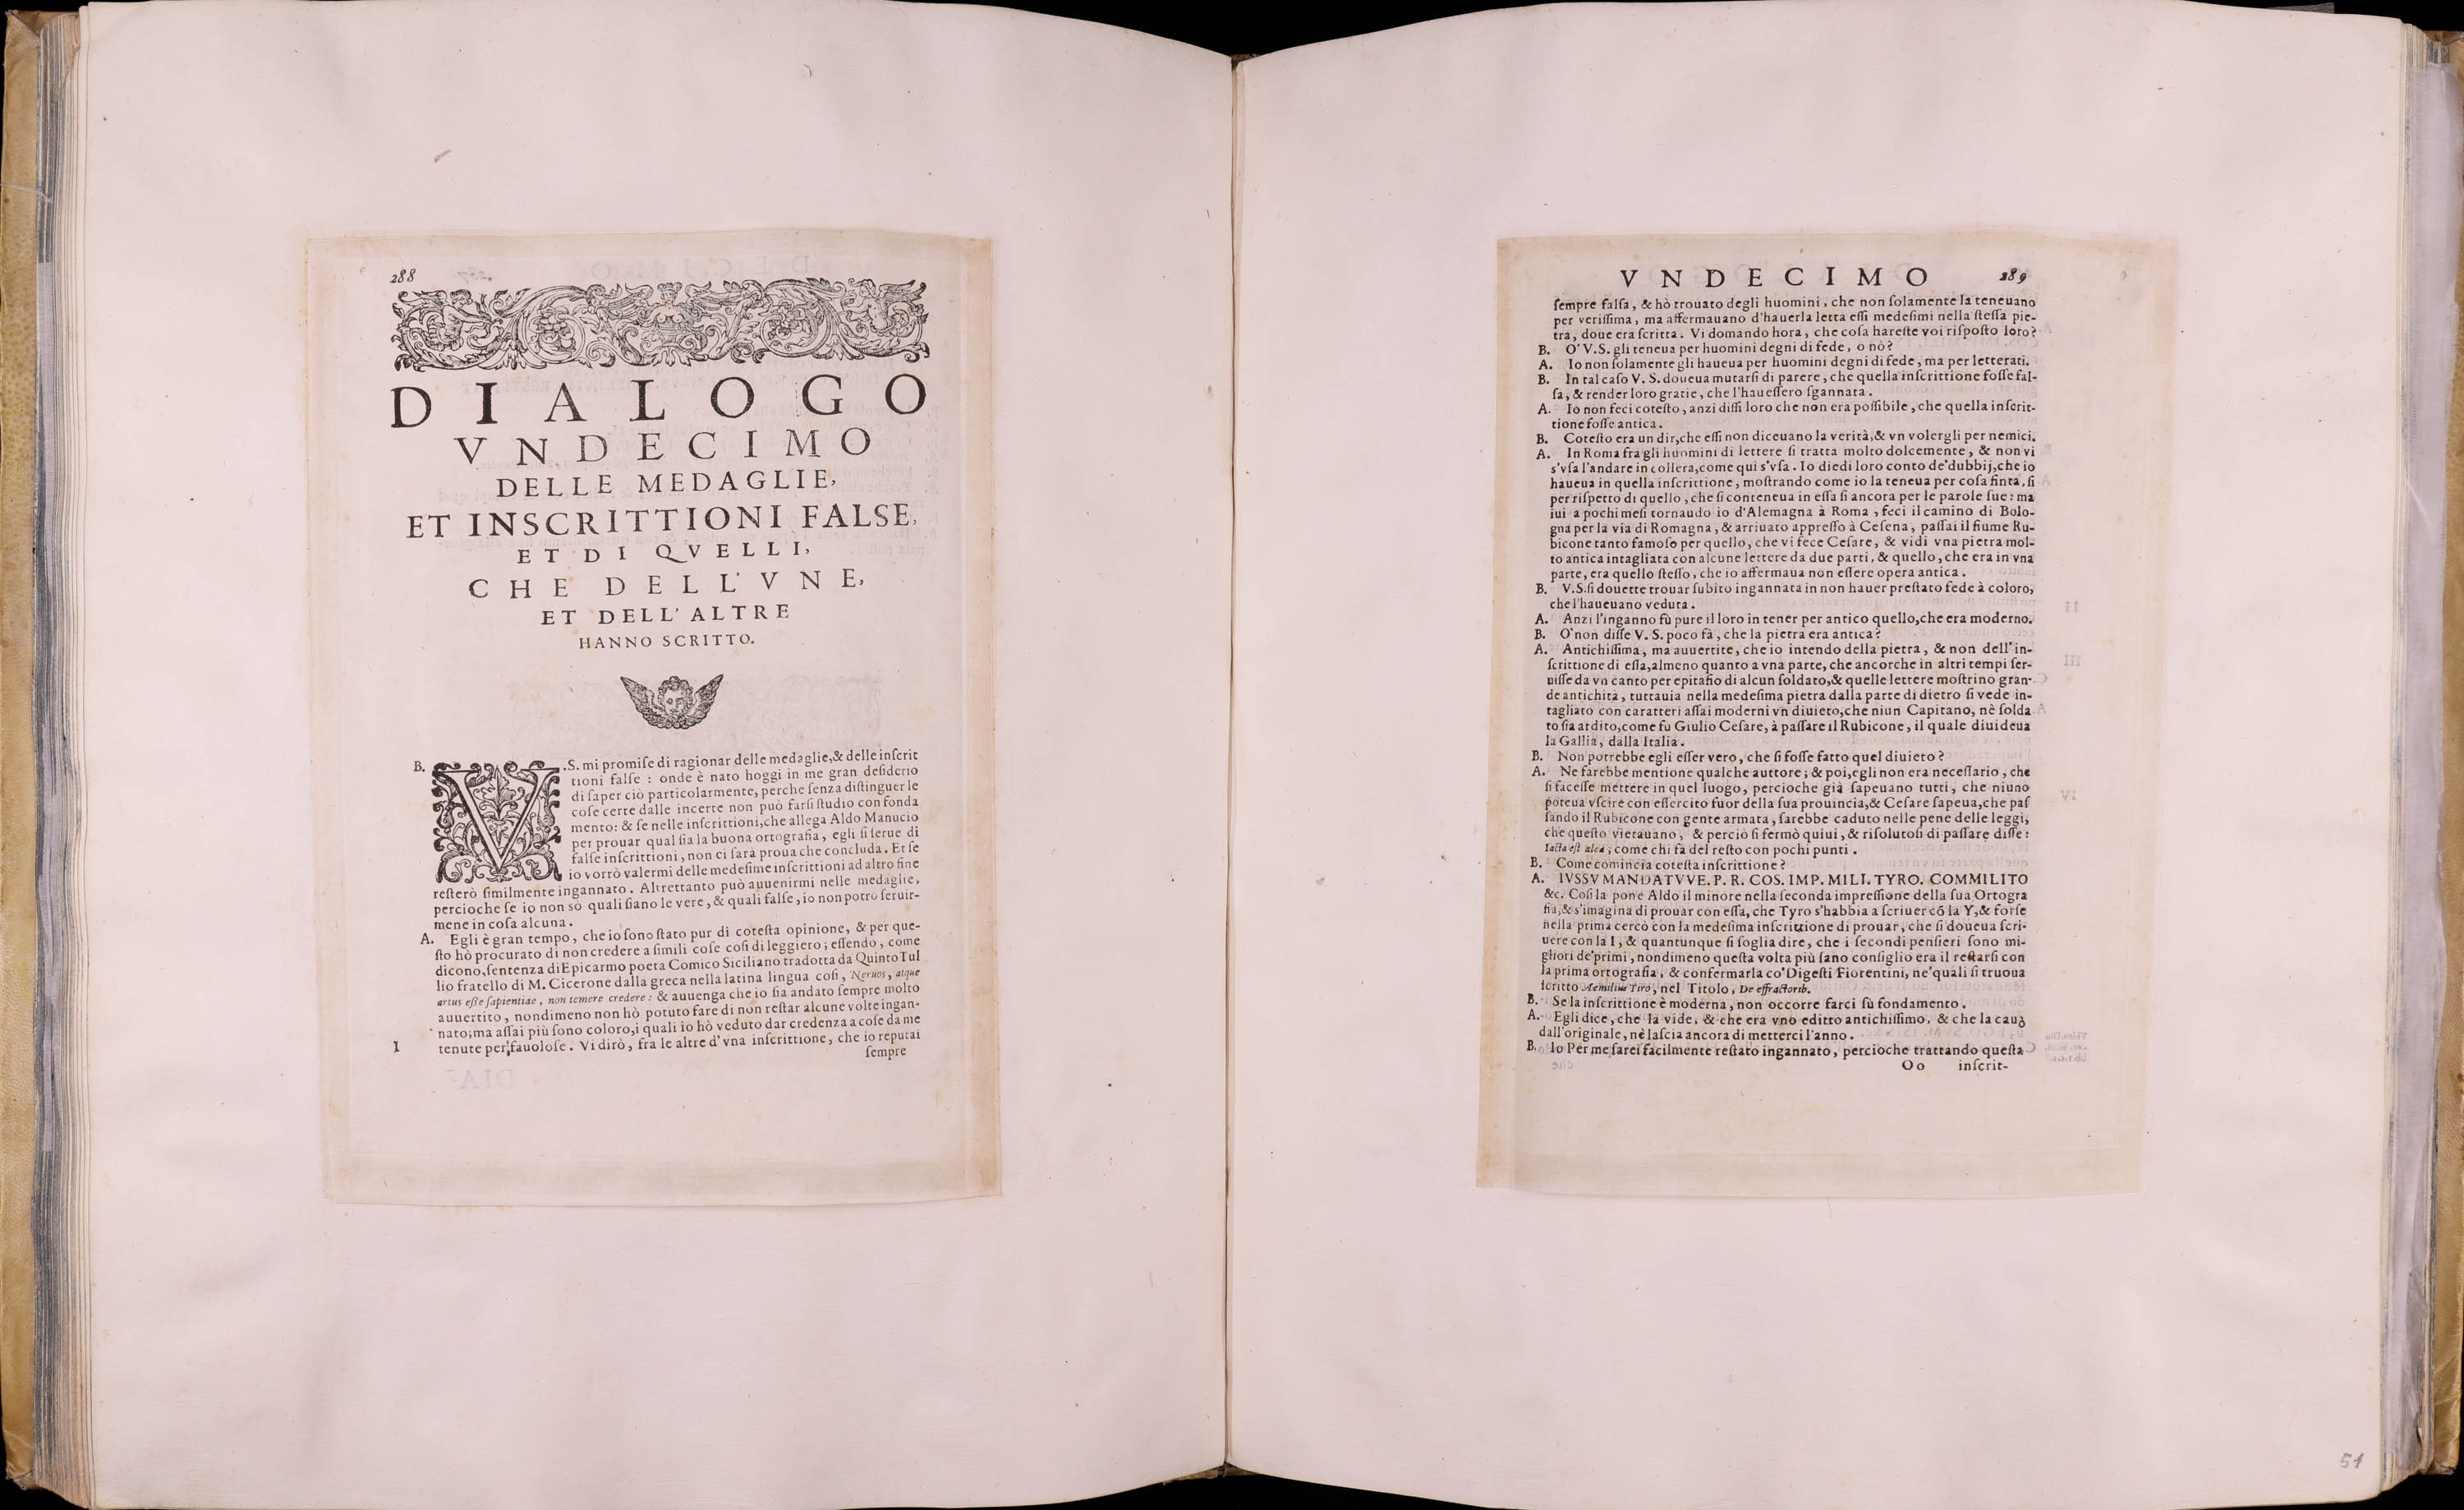 288
DIALOGO
VNDECIMO
DELLE MEDAGLIE,
ET INSCRITTIONI FALSE,
ET DI QVELLI,
CHE DELL' VNE,
ET DELL' ALTRE
HANNO SCRITTO.
B. V.S. mi promiſe di ragionar delle medaglie,& delle inſcrit
tioni falſe : onde è nato hoggi in me gran deſiderio
di ſaper ciò particolarmente, perche ſenza diſtinguer le
coſe certe dalle incerte non può farſi ſtudio con fonda
mento: & ſe nelle inſcrittioni,che allega Aldo Manucio
per prouar qual ſia la buona ortografia, egli ſi ſerue di
falſe inſcrittioni, non ci ſarà proua che concluda. Et ſe
io vorrò valermi delle medeſime inſcrittioni ad altro fine
reſterò ſimilmente ingannato. Altrettanto può auuenirmi nelle medaglie,
percioche ſe io non sò quali ſiano le vere, & quali falſe, io non potrò ſeruir-
mene in coſa alcuna.
A. Egli è gran tempo, che io ſono ſtato pur di coteſta opinione, & per que-
ſto hò procurato di non credere a ſimili coſe coſi di leggiero; eſſendo, come
dicono,ſentenza di Epicarmo poeta Comico Siciliano tradotta da Quinto Tul
lio fratello di M. Cicerone dalla greca nella latina lingua coſi, Neruos, atque
artus eſſe ſapientiae, non temere credere: & auuenga che io ſia andato ſempre molto
auuertito, nondimeno non hò potuto fare di non reſtar alcune volte ingan-
nato;ma aſſai più ſono coloro,i quali io hò veduto dar credenza a coſe da me
I tenute per fauoloſe. Vi dirò, fra le altre d'vna inſcrittione, che io reputai
ſempre
VNDECIMO 289
ſempre falſa, & hò trouato degli huomini, che non ſolamente la teneuano
per veriſſima, ma affermauano d'hauerla letta eſſi medeſimi nella ſteſſa pie-
tra, doue era ſcritta. Vi domando hora, che coſa hareſte voi riſpoſto loro?
B. O' V.S. gli teneua per huomini degni di fede, o nò?
A. Io non ſolamente gli haueua per huomini degni di fede, ma per letterati.
B. In tal caſo V. S. doueua mutarſi di parere, che quella inſcrittione foſſe fal-
ſa, & render loro gratie, che l'haueſſero ſgannata.
A. Io non feci coteſto, anzi diſſi loro che non era poſſibile, che quella inſcrit-
tione foſſe antica.
B. Coteſto era un dir,che eſſi non diceuano la verità,& vn volergli per nemici.
A. In Roma fra gli huomini di lettere ſi tratta molto dolcemente, & non vi
s'vſa l'andare in collera,come qui s'vſa. Io diedi loro conto de'dubbij,che io
haueua in quella inſcrittione, moſtrando come io la teneua per coſa finta, ſi
per riſpetto di quello, che ſi conteneua in eſſa ſi ancora per le parole ſue: ma
iui a pochi meſi tornaudo io d'Alemagna à Roma, feci il camino di Bolo-
gna per la via di Romagna, & arriuato appreſſo à Ceſena, paſſai il fiume Ru-
bicone tanto famoſo per quello, che vi fece Ceſare, & vidi vna pietra mol-
to antica intagliata con alcune lettere da due parti, & quello, che era in vna
parte, era quello ſteſſo, che io affermaua non eſſere opera antica.
B. V.S.ſi douette trouar ſubito ingannata in non hauer preſtato fede à coloro,
che l'haueuano veduta.
A. Anzi l'inganno fù pure il loro in tener per antico quello,che era moderno.
B. O' non diſſe V. S. poco fà, che la pietra era antica?
A. Antichiſſima, ma auuertite, che io intendo della pietra, & non dell' in-
ſcrittione di eſſa,almeno quanto a vna parte, che ancorche in altri tempi ſer-
uiſſe da vn canto per epitafio di alcun ſoldato,& quelle lettere moſtrino gran-
de antichità, tuttauia nella medeſima pietra dalla parte di dietro ſi vede in-
tagliato con caratteri aſſai moderni vn diuieto,che niun Capitano, nè ſolda
to ſia ardito,come fù Giulio Ceſare, à paſſare il Rubicone, il quale diuideua
la Gallia, dalla Italia.
B. Non potrebbe egli eſſer vero, che ſi foſſe fatto quel diuieto?
A. Ne farebbe mentione qualche auttore; & poi,egli non era neceſſario, che
ſi faceſſe mettere in quel luogo, percioche già ſapeuano tutti, che niuno
poteua vſcire con eſſercito fuor della ſua prouincia,& Ceſare ſapeua,che paſ
ſando il Rubicone con gente armata, ſarebbe caduto nelle pene delle leggi,
che queſto vietauano, & perciò ſi fermò quiui, & riſolutoſi di paſſare diſſe:
Iacta eſt alea, come chi fà del reſto con pochi punti.
B. Come comincia coteſta inſcrittione?
A. IVSSV MANDATVVE. P. R. COS. IMP. MILI. TYRO. COMMILITO
&c. Coſi la pone Aldo il minore nella ſeconda impreſſione della ſua Ortogra
fia,& s'imagina di prouar con eſſa, che Tyro s'habbia a ſcriuer cõ la Y,& forſe
nella prima cercò con la medeſima inſcrittione di prouar, che ſi doueua ſcri-
uere con la I, & quantunque ſi ſoglia dire, che i ſecondi penſieri ſono mi-
gliori de'primi, nondimeno queſta volta più ſano conſiglio era il reſtarſi con
la prima ortografia, & confermarla co'Digeſti Fiorentini, ne'quali ſi truoua
ſcritto Aemilius Tiro, nel Titolo, De effractorib.
B. Se la inſcrittione è moderna, non occorre farci sù fondamento.
A. Egli dice, che la vide, & che era vno editto antichiſſimo, & che la cauò
dall'originale, nè laſcia ancora di metterci l'anno.
B. Io Per me ſarei facilmente reſtato ingannato, percioche trattando queſta
Oo inſcrit-
51